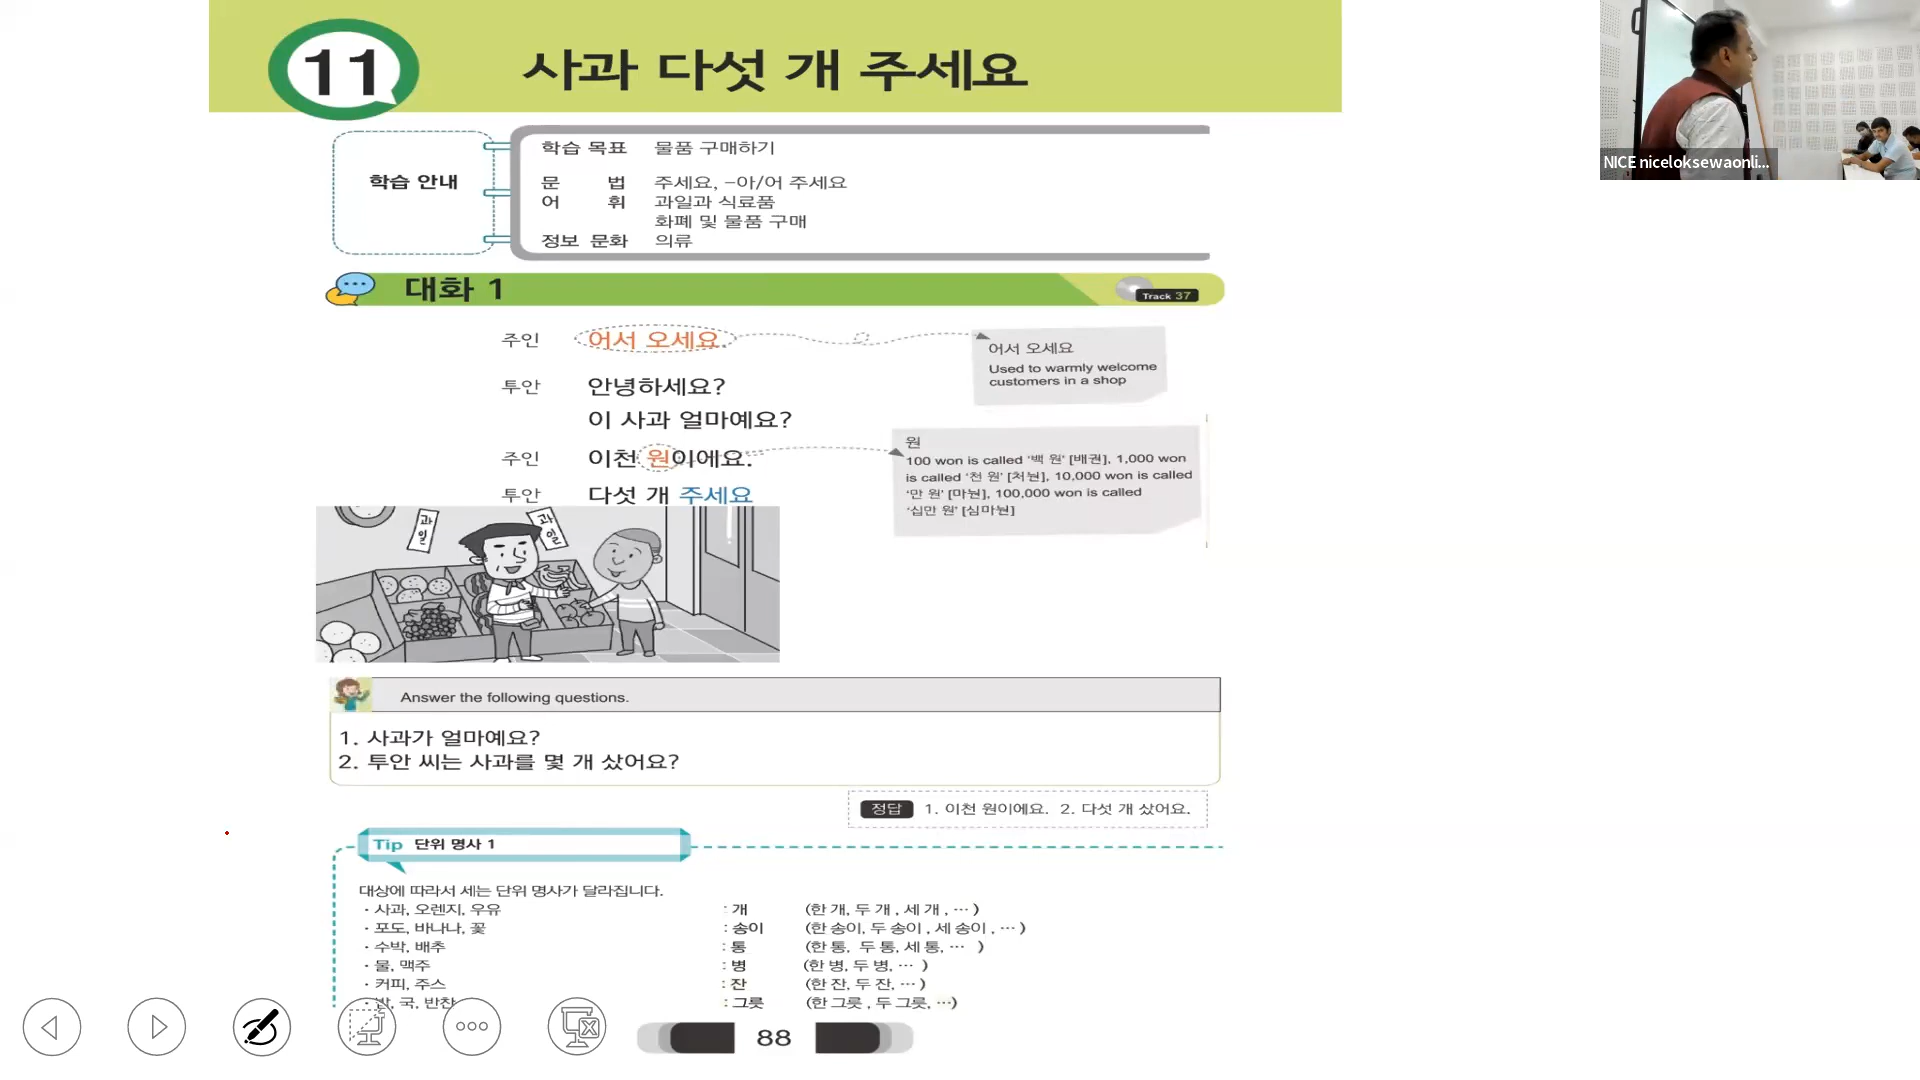 11
사과 다섯 개 주세요
학습 안내
학습 목표 물품 구매하기
문 법 주세요, –아/어 주세요
어 휘 과일과 식료품
화폐 및 물품 구매
정보 문화 의류
대화 1
Track 37
주인 어서 오세요.
어서 오세요
Used to warmly welcome
customers in a shop
투안 안녕하세요?
이 사과 얼마예요?
주인 이천 원이에요.
원
100 won is called ‘백 원’ [배권], 1,000 won
is called ‘천 원’ [처눤], 10,000 won is called
‘만 원’ [마눤], 100,000 won is called
‘십만 원’ [심마눤]
투안 다섯 개 주세요
과일
과일
Answer the following questions.
1. 사과가 얼마예요?
2. 투안 씨는 사과를 몇 개 샀어요?
정답 1. 이천 원이에요. 2. 다섯 개 샀어요.
Tip 단위 명사 1
대상에 따라서 세는 단위 명사가 달라집니다.
· 사과, 오렌지, 우유 : 개 (한 개, 두 개 , 세 개 , ··· )
· 포도, 바나나, 꽃 : 송이 (한 송이, 두 송이 , 세 송이 , ··· )
· 수박, 배추 : 통 (한 통, 두 통, 세 통, ··· )
· 물, 맥주 : 병 (한 병, 두 병, ··· )
· 커피, 주스 : 잔 (한 잔, 두 잔, ··· )
· 밥, 국, 반찬 : 그릇 (한 그릇 , 두 그릇, ···)
88
NICE niceloksewaonli...